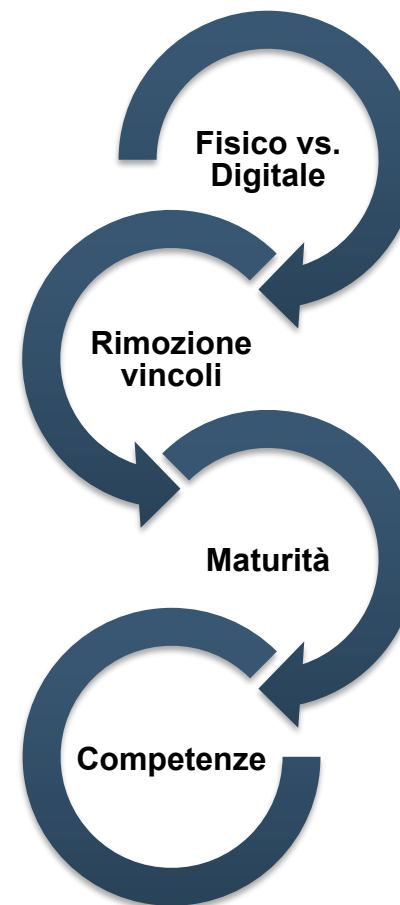 Fisico vs.
Digitale
Rimozione
vincoli
Maturità
Competenze